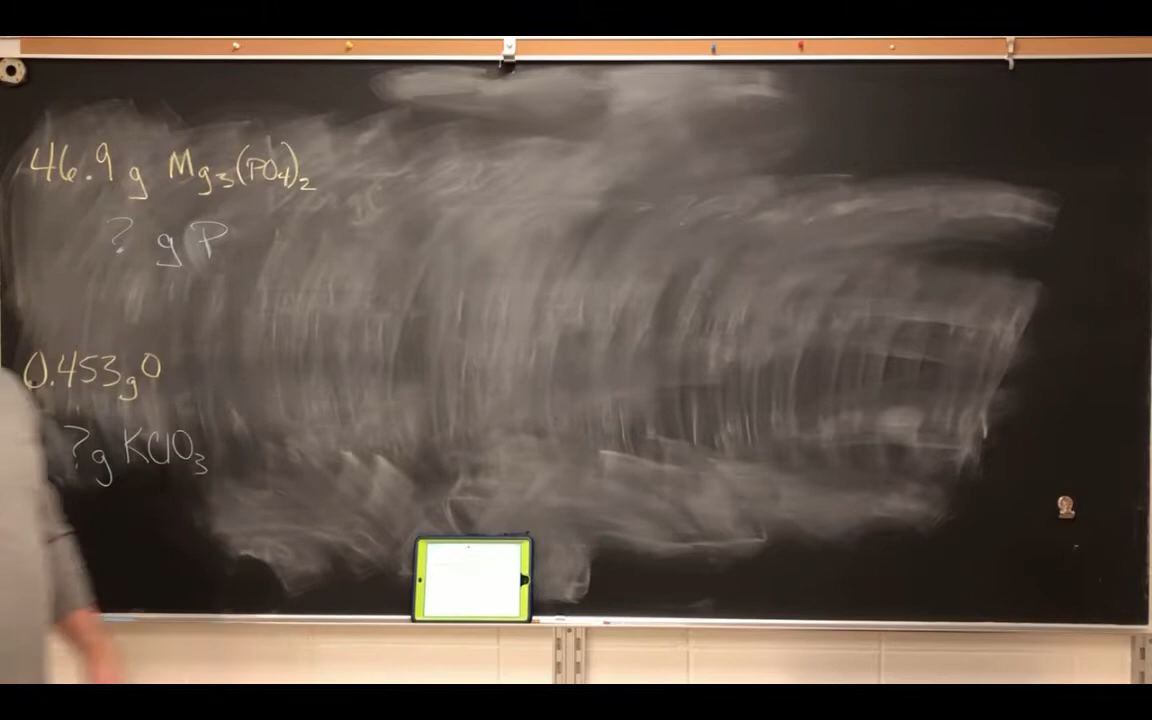 46.9 g Mg₃(PO₄)₂
? g P
0.453 g O
? g KClO₃